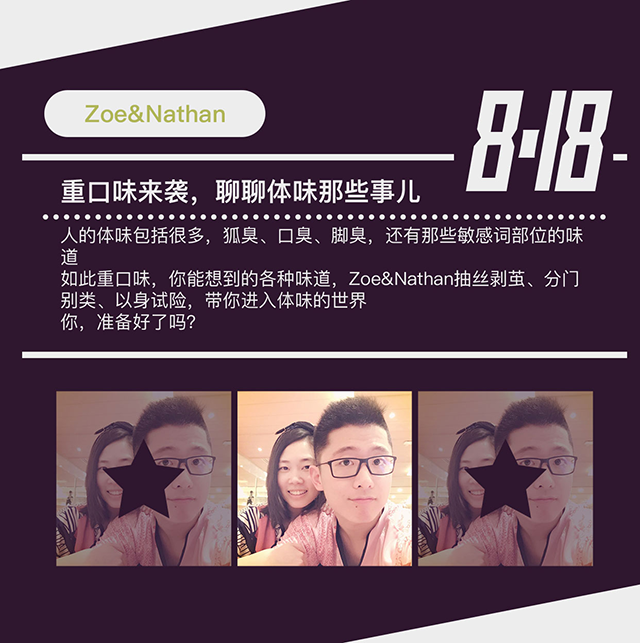 Zoe&Nathan
8·18
重口味来袭，聊聊体味那些事儿
人的体味包括很多，狐臭、口臭、脚臭，还有那些敏感词部位的味
道
如此重口味，你能想到的各种味道，Zoe&Nathan抽丝剥茧、分门
别类、以身试险，带你进入体味的世界
你，准备好了吗？